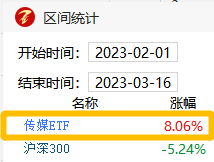 区间统计
开始时间：2023-02-01
结束时间：2023-03-16
名称 涨幅
传媒ETF 8.06%
沪深300 -5.24%